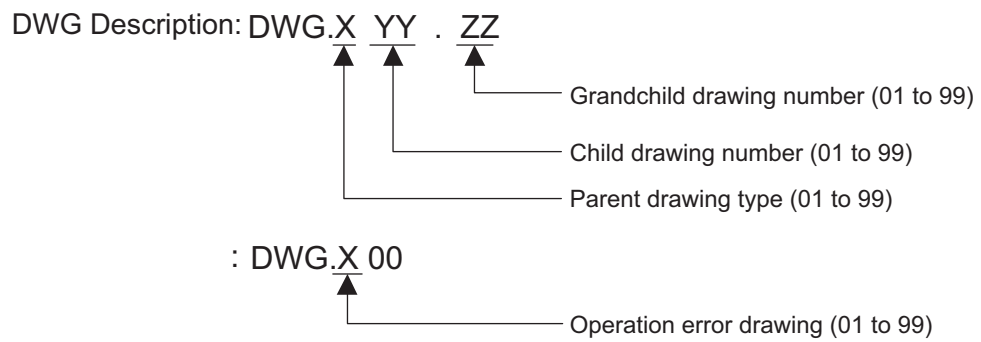 DWG Description: DWG.X YY . ZZ
Grandchild drawing number (01 to 99)
Child drawing number (01 to 99)
Parent drawing type (01 to 99)
: DWG.X 00
Operation error drawing (01 to 99)